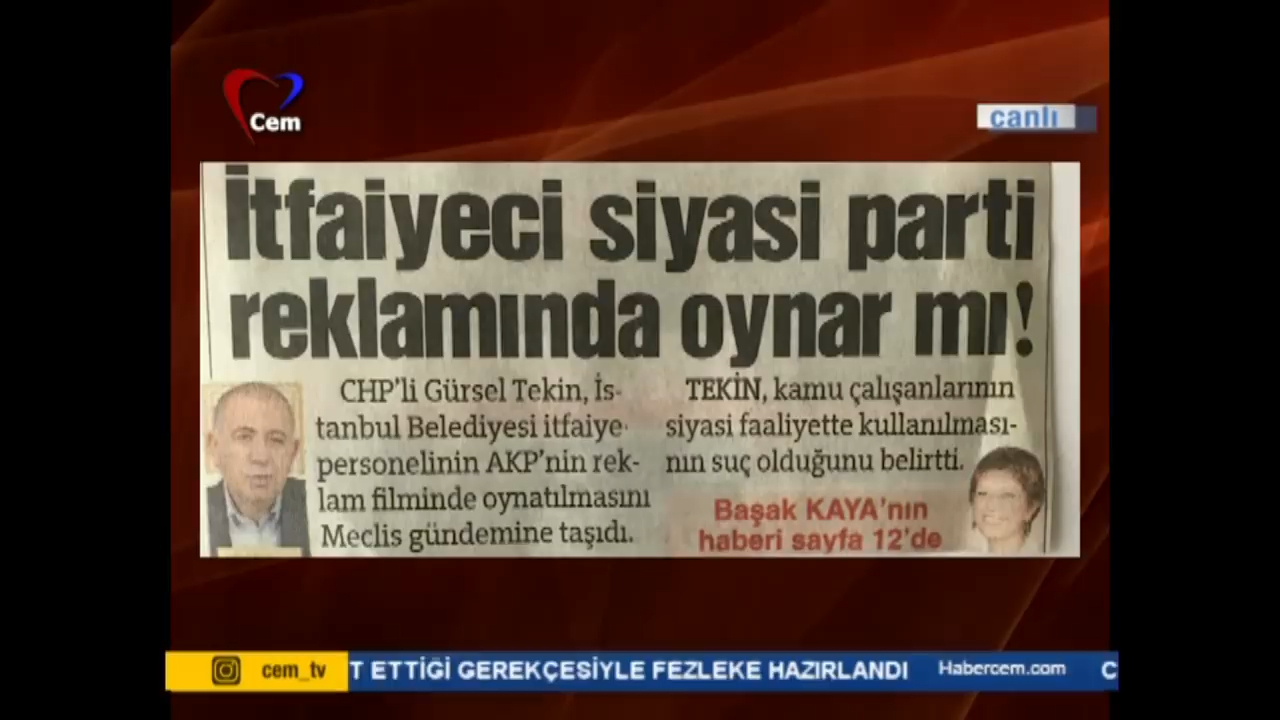 Cem
canlı
İtfaiyeci siyasi parti
reklamında oynar mı!
CHP'li Gürsel Tekin, İs-
tanbul Belediyesi itfaiye
personelinin AKP'nin rek-
lam filminde oynatılmasını
Meclis gündemine taşıdı.
TEKİN, kamu çalışanlarının
siyasi faaliyette kullanılması-
nın suç olduğunu belirtti.
Başak KAYA'nın
haberi sayfa 12'de
cem_tv
T ETTİĞİ GEREKÇESİYLE FEZLEKE HAZIRLANDI
Habercem.com
C